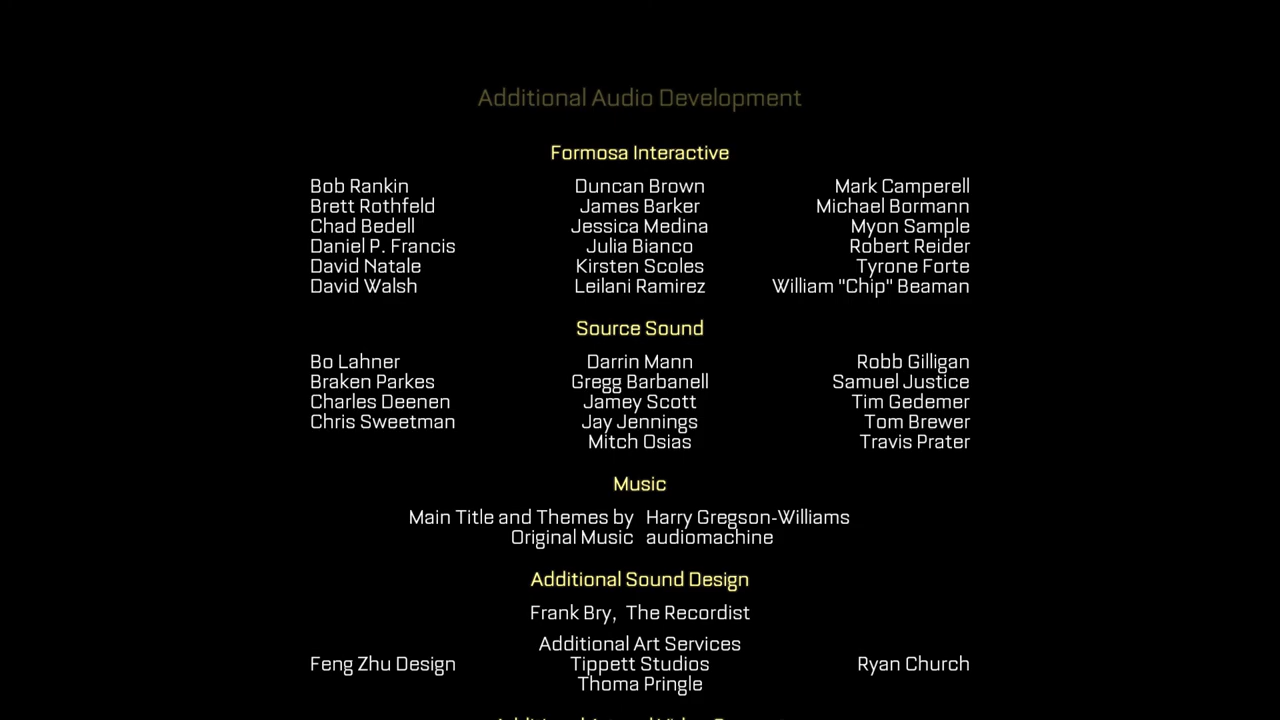 Additional Audio Development
Formosa Interactive
Bob Rankin Duncan Brown Mark Camperell
Brett Rothfeld James Barker Michael Bormann
Chad Bedell Jessica Medina Myon Sample
Daniel P. Francis Julia Bianco Robert Reider
David Natale Kirsten Scoles Tyrone Forte
David Walsh Leilani Ramirez William "Chip" Beaman
Source Sound
Bo Lahner Darrin Mann Robb Gilligan
Braken Parkes Gregg Barbanell Samuel Justice
Charles Deenen Jamey Scott Tim Gedemer
Chris Sweetman Jay Jennings Tom Brewer
Mitch Osias Travis Prater
Music
Main Title and Themes by Harry Gregson-Williams
Original Music audiomachine
Additional Sound Design
Frank Bry, The Recordist
Additional Art Services
Feng Zhu Design Tippett Studios Ryan Church
Thoma Pringle